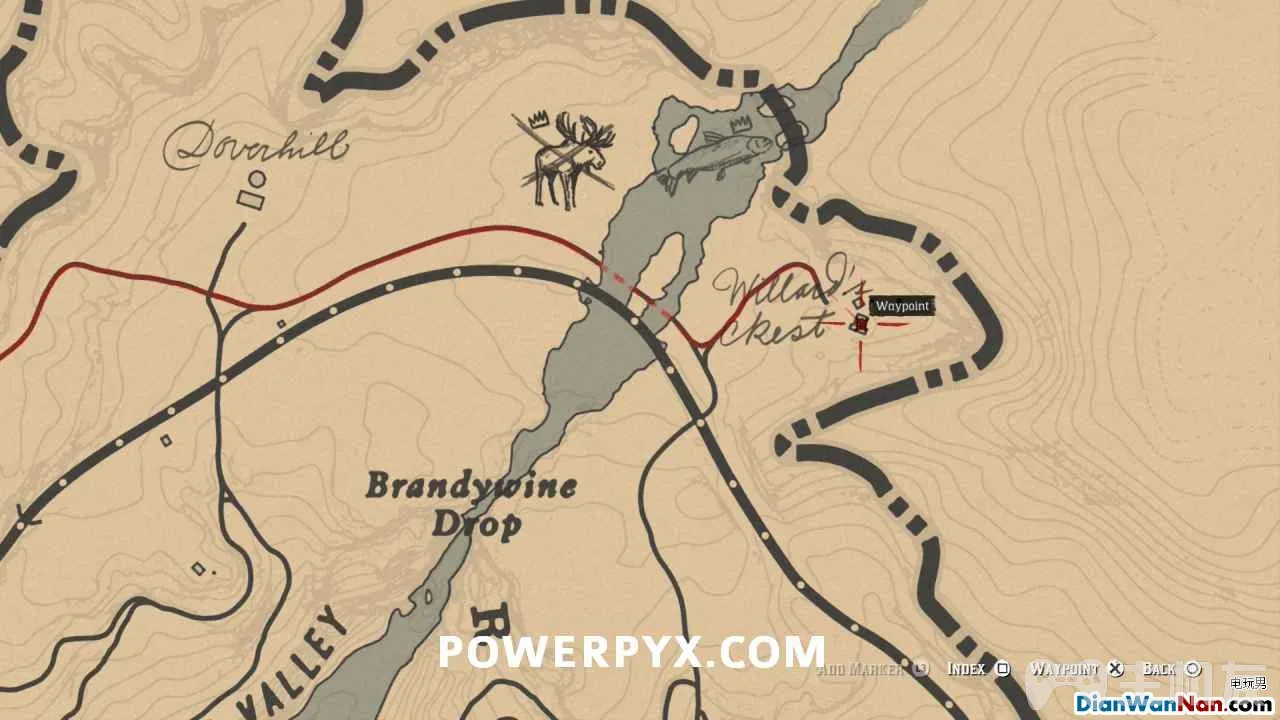 Doverhill
Willard's
Rest
Waypoint
Brandywine
Drop
R
VALLEY
POWERPYX.COM
ADD MARKER
INDEX
WAYPOINT
BACK
电玩男
DianWanNan.com